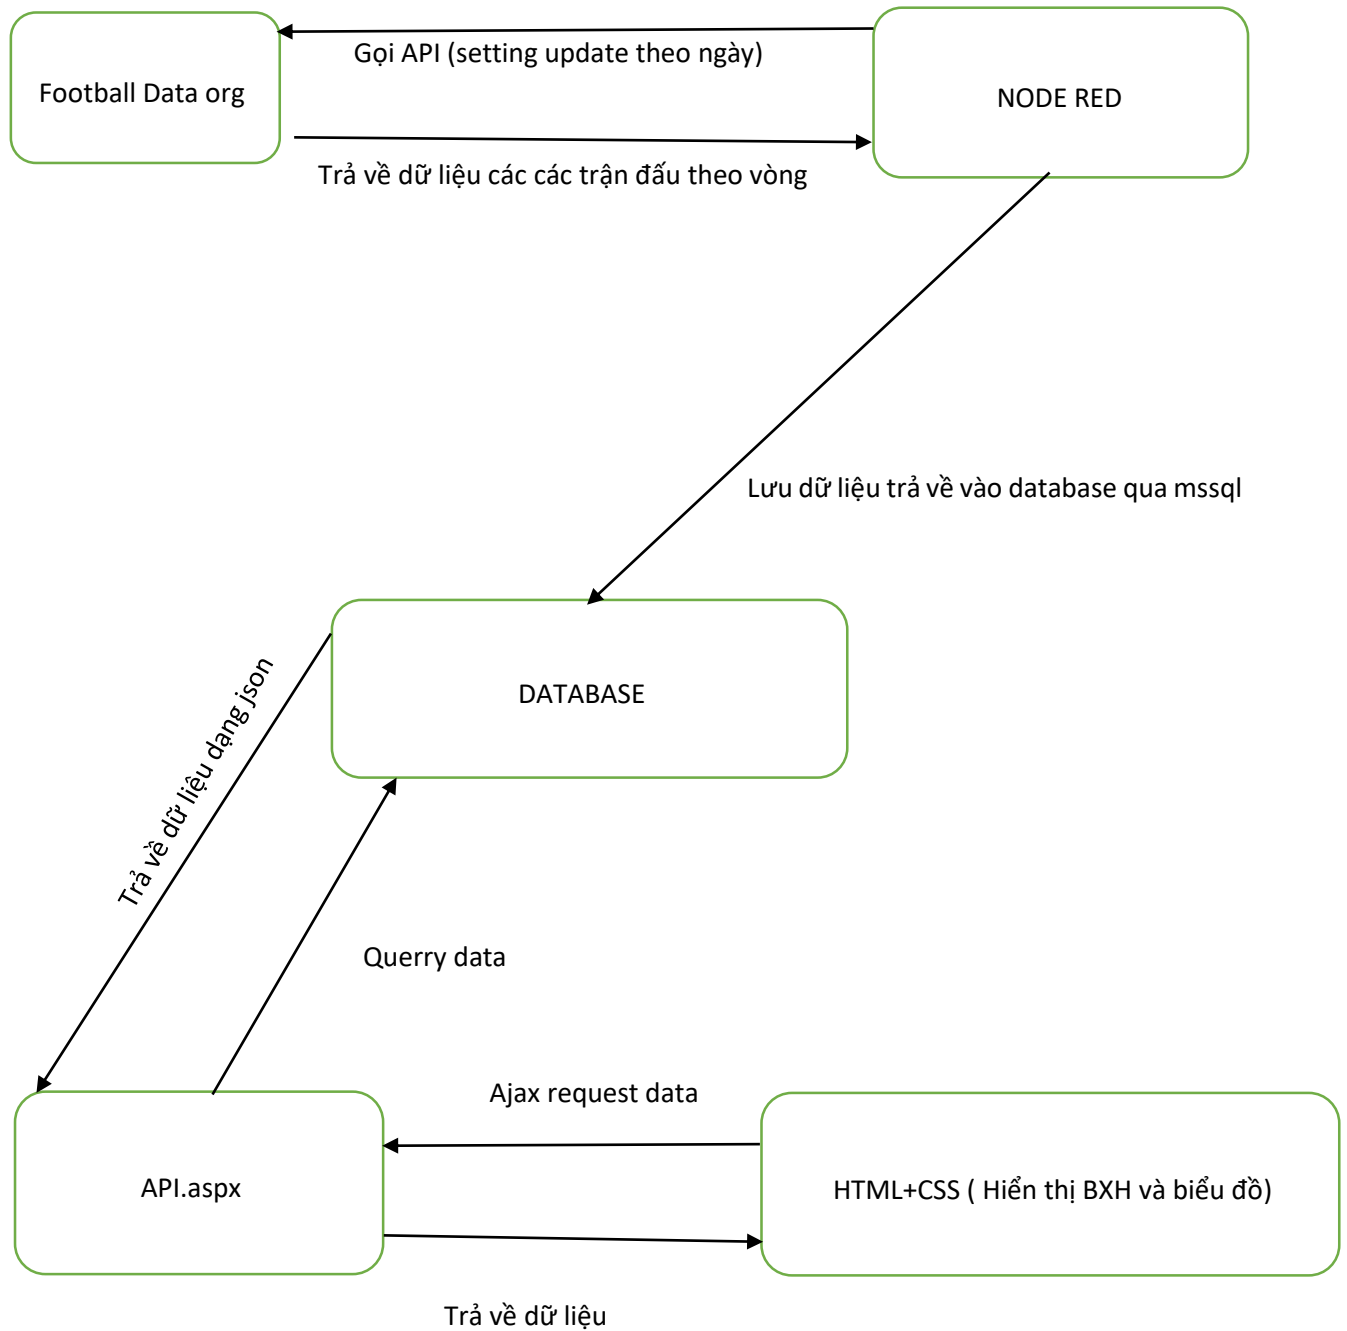 Gọi API (setting update theo ngày)
Football Data org
NODE RED
Trả về dữ liệu các các trận đấu theo vòng
Lưu dữ liệu trả về vào database qua mssql
DATABASE
Trả về dữ liệu dạng json
Querry data
Ajax request data
API.aspx
HTML+CSS ( Hiển thị BXH và biểu đồ)
Trả về dữ liệu